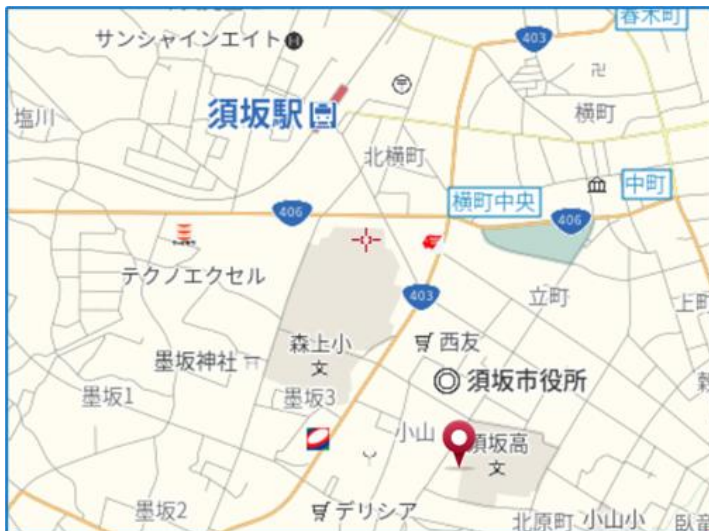 春木町
サンシャインエイト
403
横町
塩川
須坂駅
北横町
横町中央
中町
406
406
テクノエクセル
403
立町
上町
森上小
文
西友
墨坂神社
須坂市役所
墨坂1
墨坂3
小山
須坂高
文
墨坂2
デリシア
北原町
小山小